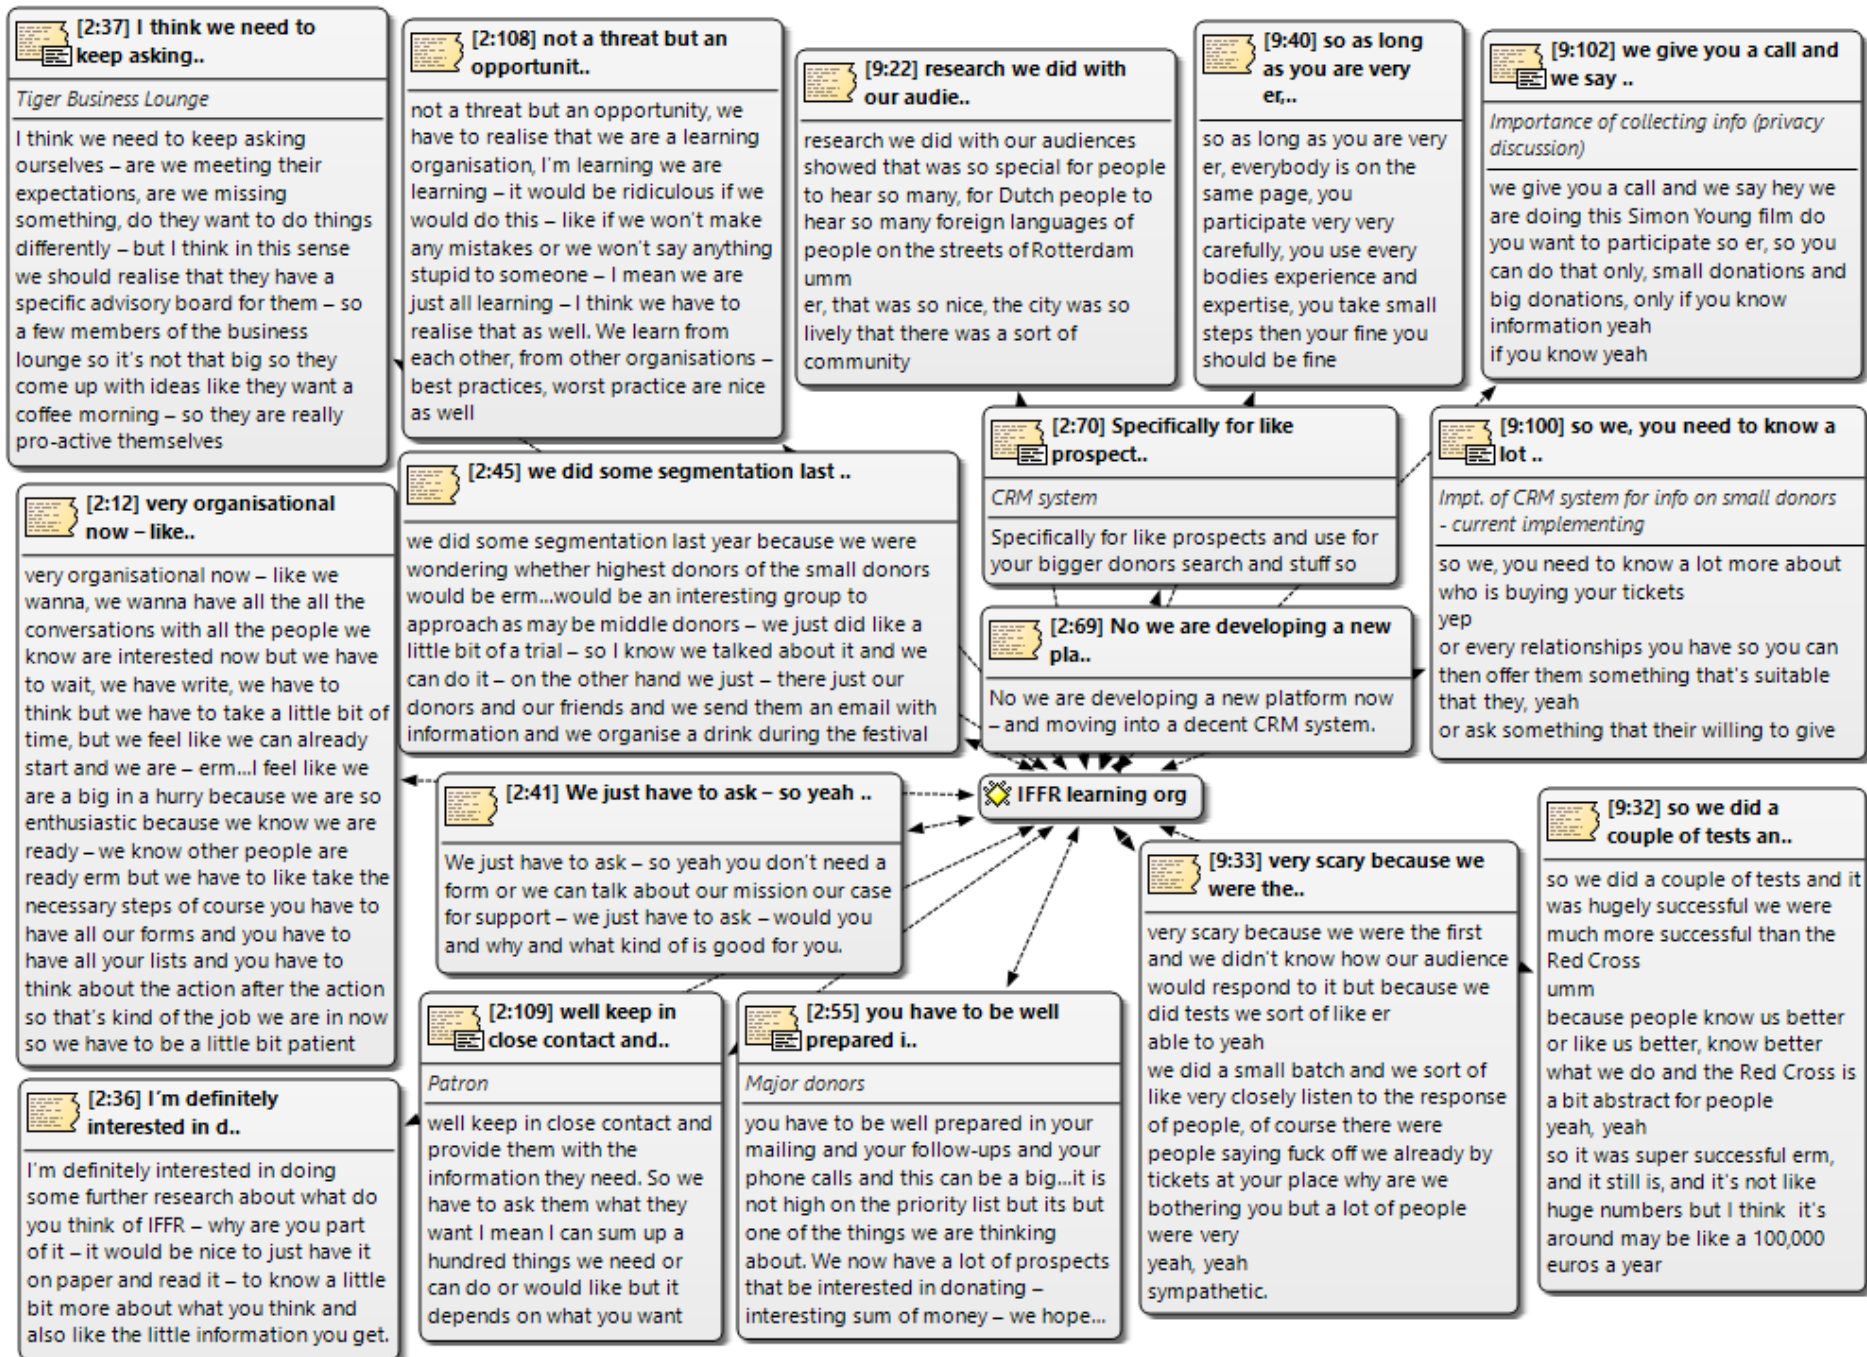 [2:37] I think we need to
keep asking..
Tiger Business Lounge
I think we need to keep asking
ourselves – are we meeting their
expectations, are we missing
something, do they want to do things
differently – but I think in this sense
we should realise that they have a
specific advisory board for them – so
a few members of the business
lounge so it's not that big so they
come up with ideas like they want a
coffee morning – so they are really
pro-active themselves
[2:108] not a threat but an
opportunit..
not a threat but an opportunity, we
have to realise that we are a learning
organisation, I'm learning we are
learning – it would be ridiculous if we
would do this – like if we won't make
any mistakes or we won't say anything
stupid to someone – I mean we are
just all learning – I think we have to
realise that as well. We learn from
each other, from other organisations –
best practices, worst practice are nice
as well
[9:22] research we did with
our audie..
research we did with our audiences
showed that was so special for people
to hear so many, for Dutch people to
hear so many foreign languages of
people on the streets of Rotterdam
umm
er, that was so nice, the city was so
lively that there was a sort of
community
[9:40] so as long
as you are very
er,..
so as long as you are very
er, everybody is on the
same page, you
participate very very
carefully, you use every
bodies experience and
expertise, you take small
steps then your fine you
should be fine
[9:102] we give you a call and
we say ..
Importance of collecting info (privacy
discussion)
we give you a call and we say hey we
are doing this Simon Young film do
you want to participate so er, so you
can do that only, small donations and
big donations, only if you know
information yeah
if you know yeah
[2:12] very organisational
now – like..
very organisational now – like we
wanna, we wanna have all the all the
conversations with all the people we
know are interested now but we have
to wait, we have write, we have to
think but we have to take a little bit of
time, but we feel like we can already
start and we are – erm...I feel like we
are a big in a hurry because we are so
enthusiastic because we know we are
ready – we know other people are
ready erm but we have to like take the
necessary steps of course you have to
have all our forms and you have to
have all your lists and you have to
think about the action after the action
so that's kind of the job we are in now
so we have to be a little bit patient
[2:45] we did some segmentation last ..
we did some segmentation last year because we were
wondering whether highest donors of the small donors
would be erm...would be an interesting group to
approach as may be middle donors – we just did like a
little bit of a trial – so I know we talked about it and we
can do it – on the other hand we just – there just our
donors and our friends and we send them an email with
information and we organise a drink during the festival
[2:70] Specifically for like
prospect..
CRM system
Specifically for like prospects and use for
your bigger donors search and stuff so
[2:69] No we are developing a new
pla..
No we are developing a new platform now
– and moving into a decent CRM system.
[9:100] so we, you need to know a
lot ..
Impt. of CRM system for info on small donors
- current implementing
so we, you need to know a lot more about
who is buying your tickets
yep
or every relationships you have so you can
then offer them something that's suitable
that they, yeah
or ask something that their willing to give
[2:41] We just have to ask – so yeah ..
We just have to ask – so yeah you don't need a
form or we can talk about our mission our case
for support – we just have to ask – would you
and why and what kind of is good for you.
IFFR learning org
[2:36] I'm definitely
interested in d..
I'm definitely interested in doing
some further research about what do
you think of IFFR – why are you part
of it – it would be nice to just have it
on paper and read it – to know a little
bit more about what you think and
also like the little information you get.
[2:109] well keep in
close contact and..
Patron
well keep in close contact and
provide them with the
information they need. So we
have to ask them what they
want I mean I can sum up a
hundred things we need or
can do or would like but it
depends on what you want
[2:55] you have to be well
prepared i..
Major donors
you have to be well prepared in your
mailing and your follow-ups and your
phone calls and this can be a big...it is
not high on the priority list but its but
one of the things we are thinking
about. We now have a lot of prospects
that be interested in donating –
interesting sum of money – we hope...
[9:33] very scary because we
were the..
very scary because we were the first
and we didn't know how our audience
would respond to it but because we
did tests we sort of like er
able to yeah
we did a small batch and we sort of
like very closely listen to the response
of people, of course there were
people saying fuck off we already by
tickets at your place why are we
bothering you but a lot of people
were very
yeah, yeah
sympathetic.
[9:32] so we did a
couple of tests an..
so we did a couple of tests and it
was hugely successful we were
much more successful than the
Red Cross
umm
because people know us better
or like us better, know better
what we do and the Red Cross is
a bit abstract for people
yeah, yeah
so it was super successful erm,
and it still is, and it's not like
huge numbers but I think it's
around may be like a 100,000
euros a year